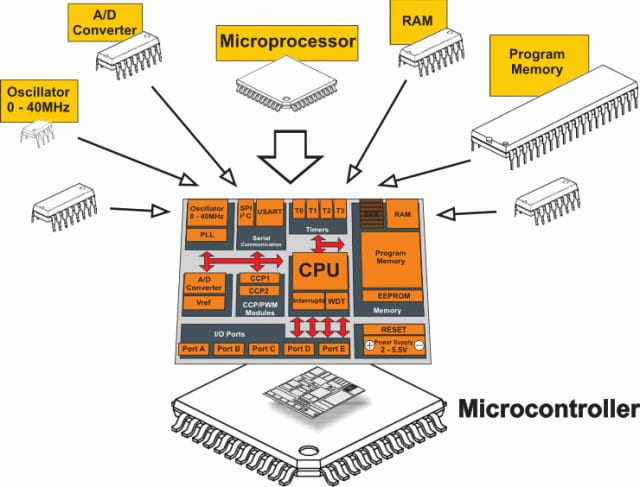 A/D
Converter
Microprocessor
RAM
Program
Memory
Oscillator
0 - 40MHz
Oscillator
0 - 40MHz
PLL
SPI
I²C
USART
Serial
Communication
T0 T1 T2 T3
Timers
RAM
Program
Memory
EEPROM
Memory
A/D
Converter
Vref
CCP1
CCP2
CCP/PWM
Modules
CPU
Interrupts
WDT
I/O Ports
Port A Port B Port C Port D Port E
RESET
Power Supply
2 - 5.5V
Microcontroller